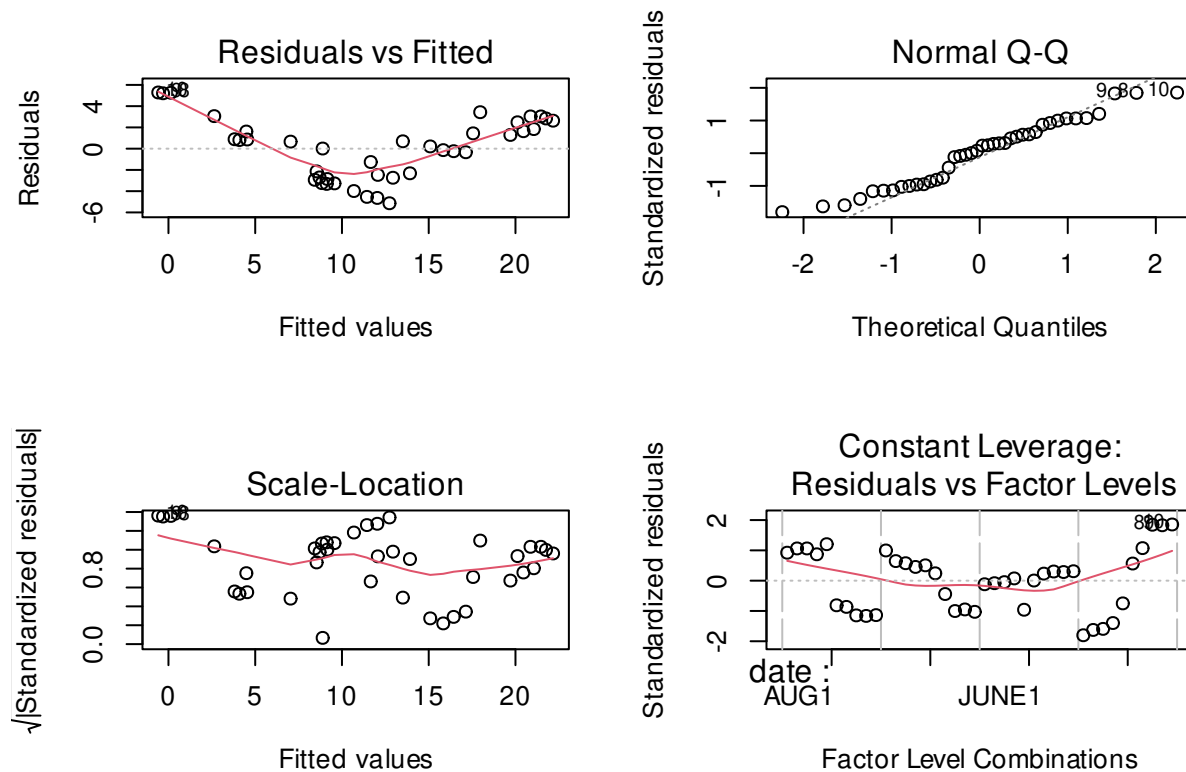 Residuals vs Fitted
Residuals
4
0
-6
0 5 10 15 20
Fitted values
Normal Q-Q
Standardized residuals
1
-1
9 8 10
-2 -1 0 1 2
Theoretical Quantiles
Scale-Location
√|Standardized residuals|
0.8
0.0
0 5 10 15 20
Fitted values
Constant Leverage:
Residuals vs Factor Levels
Standardized residuals
2
0
-2
date :
AUG1 JUNE1
Factor Level Combinations